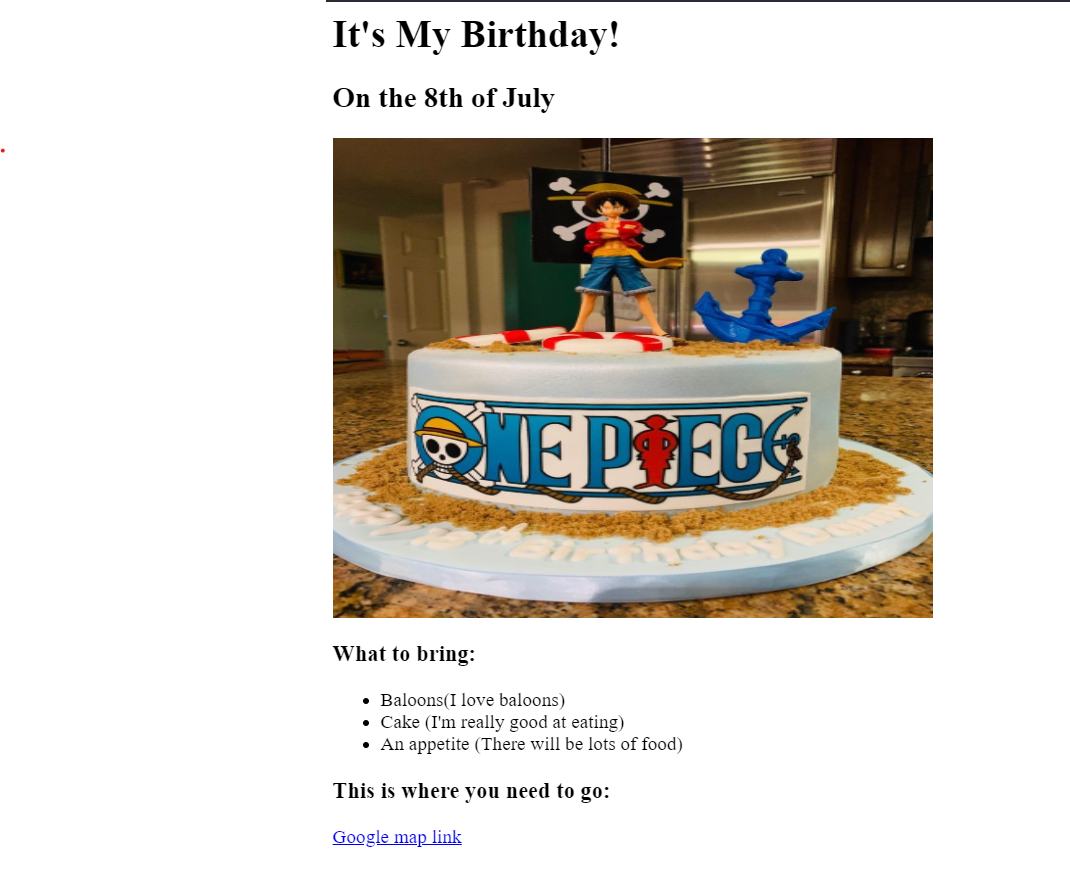 It's My Birthday!
On the 8th of July
ONE PIECE
Birthday Danny
What to bring:
Baloons(I love baloons)
Cake (I'm really good at eating)
An appetite (There will be lots of food)
This is where you need to go:
Google map link